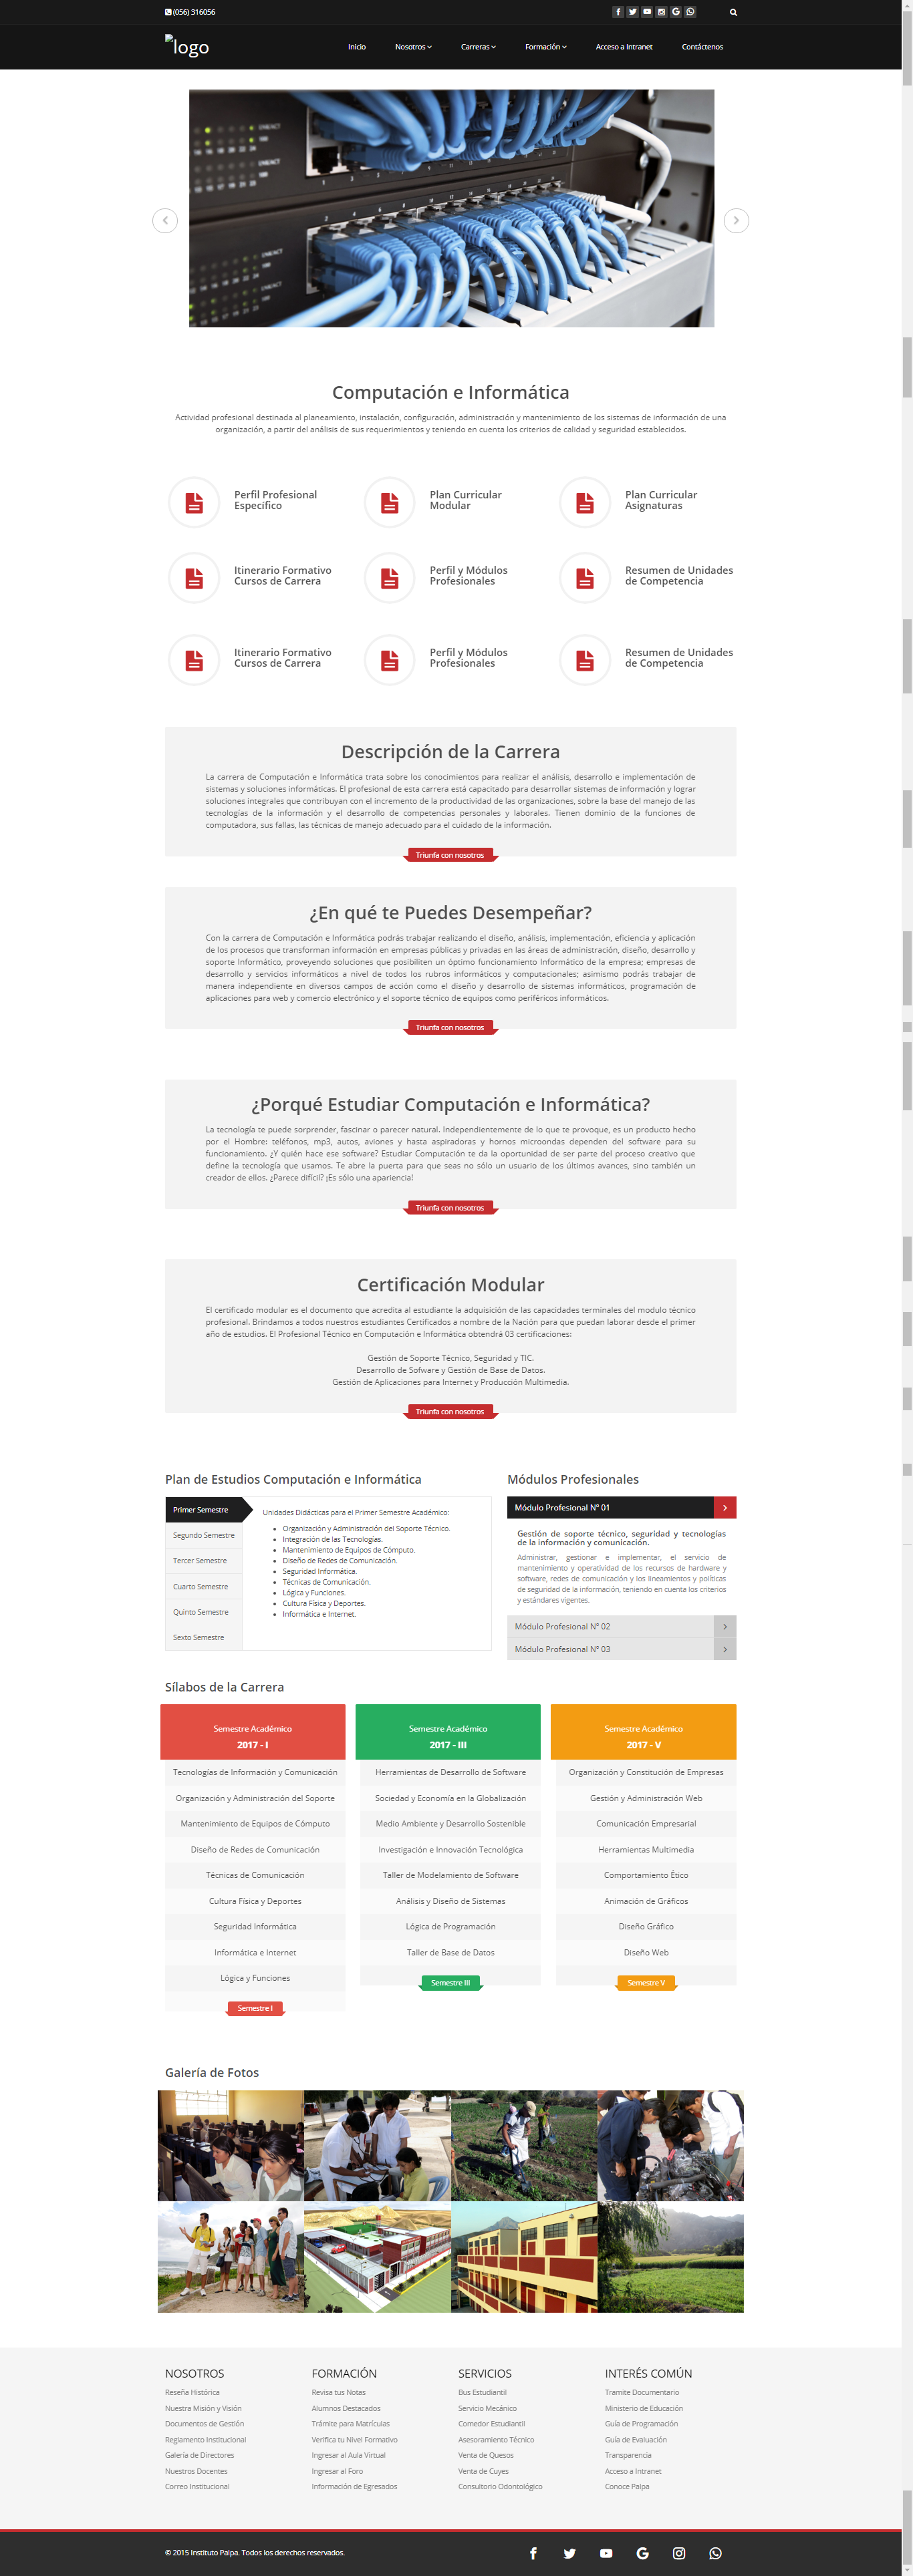 (056) 316056
logo
Inicio
Nosotros
Carreras
Formación
Acceso a Intranet
Contáctenos
Computación e Informática
Actividad profesional destinada al planeamiento, instalación, configuración, administración y mantenimiento de los sistemas de información de una
organización, a partir del análisis de sus requerimientos y teniendo en cuenta los criterios de calidad y seguridad establecidos.
Perfil Profesional
Específico
Plan Curricular
Modular
Plan Curricular
Asignaturas
Itinerario Formativo
Cursos de Carrera
Perfil y Módulos
Profesionales
Resumen de Unidades
de Competencia
Itinerario Formativo
Cursos de Carrera
Perfil y Módulos
Profesionales
Resumen de Unidades
de Competencia
Descripción de la Carrera
La carrera de Computación e Informática trata sobre los conocimientos para realizar el análisis, desarrollo e implementación de
sistemas y soluciones informáticas. El profesional de esta carrera está capacitado para desarrollar sistemas de información y lograr
soluciones integrales que contribuyan con el incremento de la productividad de las organizaciones, sobre la base del manejo de las
tecnologías de la información y el desarrollo de competencias personales y laborales. Tienen dominio de la funciones de
computadora, sus fallas, las técnicas de manejo adecuado para el cuidado de la información.
Triunfa con nosotros
¿En qué te Puedes Desempeñar?
Con la carrera de Computación e Informática podrás trabajar realizando el diseño, análisis, implementación, eficiencia y aplicación
de los procesos que transforman información en empresas públicas y privadas en las áreas de administración, diseño, desarrollo y
soporte Informático, proveyendo soluciones que posibiliten un óptimo funcionamiento Informático de la empresa; empresas de
desarrollo y servicios informáticos a nivel de todos los rubros informáticos y computacionales; asimismo podrás trabajar de
manera independiente en diversos campos de acción como el diseño y desarrollo de sistemas informáticos, programación de
aplicaciones para web y comercio electrónico y el soporte técnico de equipos como periféricos informáticos.
Triunfa con nosotros
¿Porqué Estudiar Computación e Informática?
La tecnología te puede sorprender, fascinar o parecer natural. Independientemente de lo que te provoque, es un producto hecho
por el Hombre: teléfonos, mp3, autos, aviones y hasta aspiradoras y hornos microondas dependen del software para su
funcionamiento. ¿Y quién hace ese software? Estudiar Computación te da la oportunidad de ser parte del proceso creativo que
define la tecnología que usamos. Te abre la puerta para que seas no sólo un usuario de los últimos avances, sino también un
creador de ellos. ¿Parece difícil? ¡Es sólo una apariencia!
Triunfa con nosotros
Certificación Modular
El certificado modular es el documento que acredita al estudiante la adquisición de las capacidades terminales del modulo técnico
profesional. Brindamos a todos nuestros estudiantes Certificados a nombre de la Nación para que puedan laborar desde el primer
año de estudios. El Profesional Técnico en Computación e Informática obtendrá 03 certificaciones:
Gestión de Soporte Técnico, Seguridad y TIC.
Desarrollo de Sofware y Gestión de Base de Datos.
Gestión de Aplicaciones para Internet y Producción Multimedia.
Triunfa con nosotros
Plan de Estudios Computación e Informática
Primer Semestre
Segundo Semestre
Tercer Semestre
Cuarto Semestre
Quinto Semestre
Sexto Semestre
Unidades Didácticas para el Primer Semestre Académico:
Organización y Administración del Soporte Técnico.
Integración de las Tecnologías.
Mantenimiento de Equipos de Cómputo.
Diseño de Redes de Comunicación.
Seguridad Informática.
Técnicas de Comunicación.
Lógica y Funciones.
Cultura Física y Deportes.
Informática e Internet.
Módulos Profesionales
Módulo Profesional Nº 01
Gestión de soporte técnico, seguridad y tecnologías
de la información y comunicación.
Administrar, gestionar e implementar, el servicio de
mantenimiento y operatividad de los recursos de hardware y
software, redes de comunicación y los lineamientos y políticas
de seguridad de la información, teniendo en cuenta los criterios
y estándares vigentes.
Módulo Profesional Nº 02
Módulo Profesional Nº 03
Sílabos de la Carrera
Semestre Académico
2017 - I
Tecnologías de Información y Comunicación
Organización y Administración del Soporte
Mantenimiento de Equipos de Cómputo
Diseño de Redes de Comunicación
Técnicas de Comunicación
Cultura Física y Deportes
Seguridad Informática
Informática e Internet
Lógica y Funciones
Semestre I
Semestre Académico
2017 - III
Herramientas de Desarrollo de Software
Sociedad y Economía en la Globalización
Medio Ambiente y Desarrollo Sostenible
Investigación e Innovación Tecnológica
Taller de Modelamiento de Software
Análisis y Diseño de Sistemas
Lógica de Programación
Taller de Base de Datos
Semestre III
Semestre Académico
2017 - V
Organización y Constitución de Empresas
Gestión y Administración Web
Comunicación Empresarial
Herramientas Multimedia
Comportamiento Ético
Animación de Gráficos
Diseño Gráfico
Diseño Web
Semestre V
Galería de Fotos
NOSOTROS
Reseña Histórica
Nuestra Misión y Visión
Documentos de Gestión
Reglamento Institucional
Galería de Directores
Nuestros Docentes
Correo Institucional
FORMACIÓN
Revisa tus Notas
Alumnos Destacados
Trámite para Matrículas
Verifica tu Nivel Formativo
Ingresar al Aula Virtual
Ingresar al Foro
Información de Egresados
SERVICIOS
Bus Estudiantil
Servicio Mecánico
Comedor Estudiantil
Asesoramiento Técnico
Venta de Quesos
Venta de Cuyes
Consultorio Odontológico
INTERÉS COMÚN
Tramite Documentario
Ministerio de Educación
Guía de Programación
Guía de Evaluación
Transparencia
Acceso a Intranet
Conoce Palpa
© 2015 Instituto Palpa. Todos los derechos reservados.